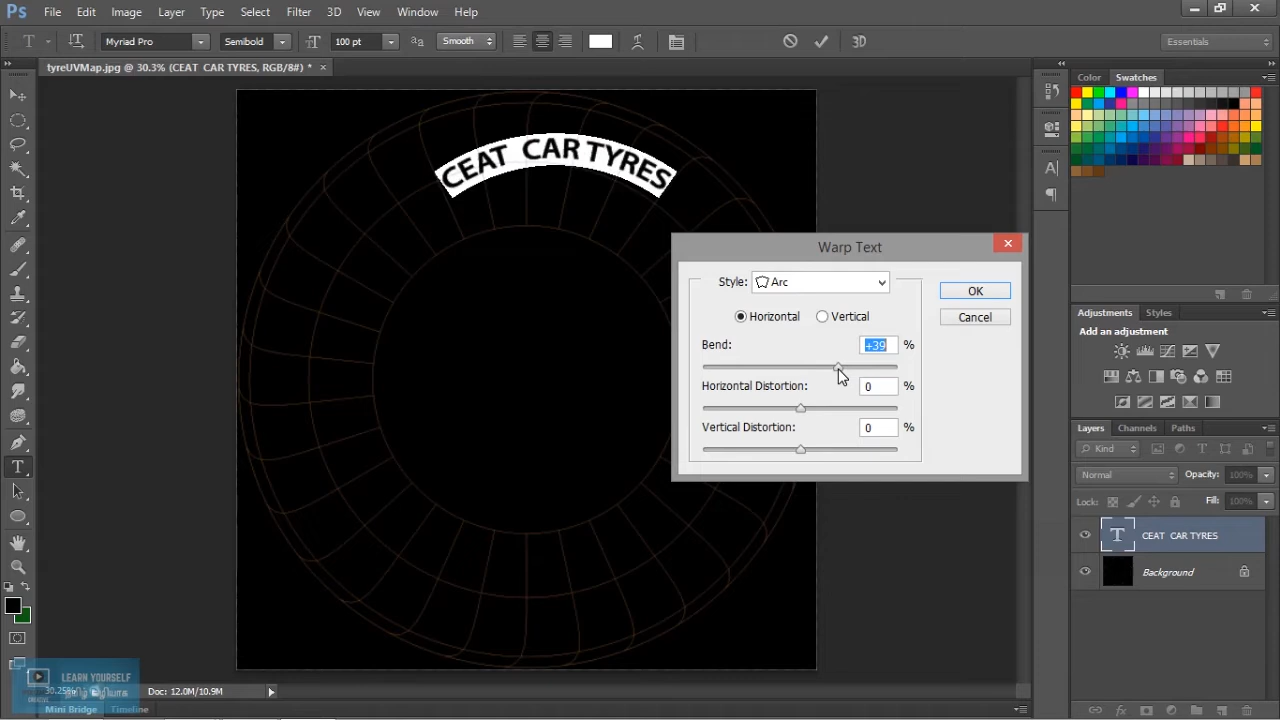 Ps File Edit Image Layer Type Select Filter 3D View Window Help
T Myriad Pro Semibold 100 pt Smooth 3D Essentials
tyreUVMap.jpg @ 30.3% (CEAT  CAR TYRES, RGB/8#) * ×
Color Swatches
CEAT  CAR TYRES
Warp Text
Style: Arc
OK
Horizontal Vertical
Cancel
Bend: +39 %
Horizontal Distortion: 0 %
Vertical Distortion: 0 %
Adjustments Styles
Add an adjustment
Layers Channels Paths
Kind
Normal Opacity: 100%
Lock: Fill: 100%
T CEAT  CAR TYRES
Background
LEARN YOURSELF
CREATIVE
30.25% Doc: 12.0M/10.9M
Mini Bridge Timeline